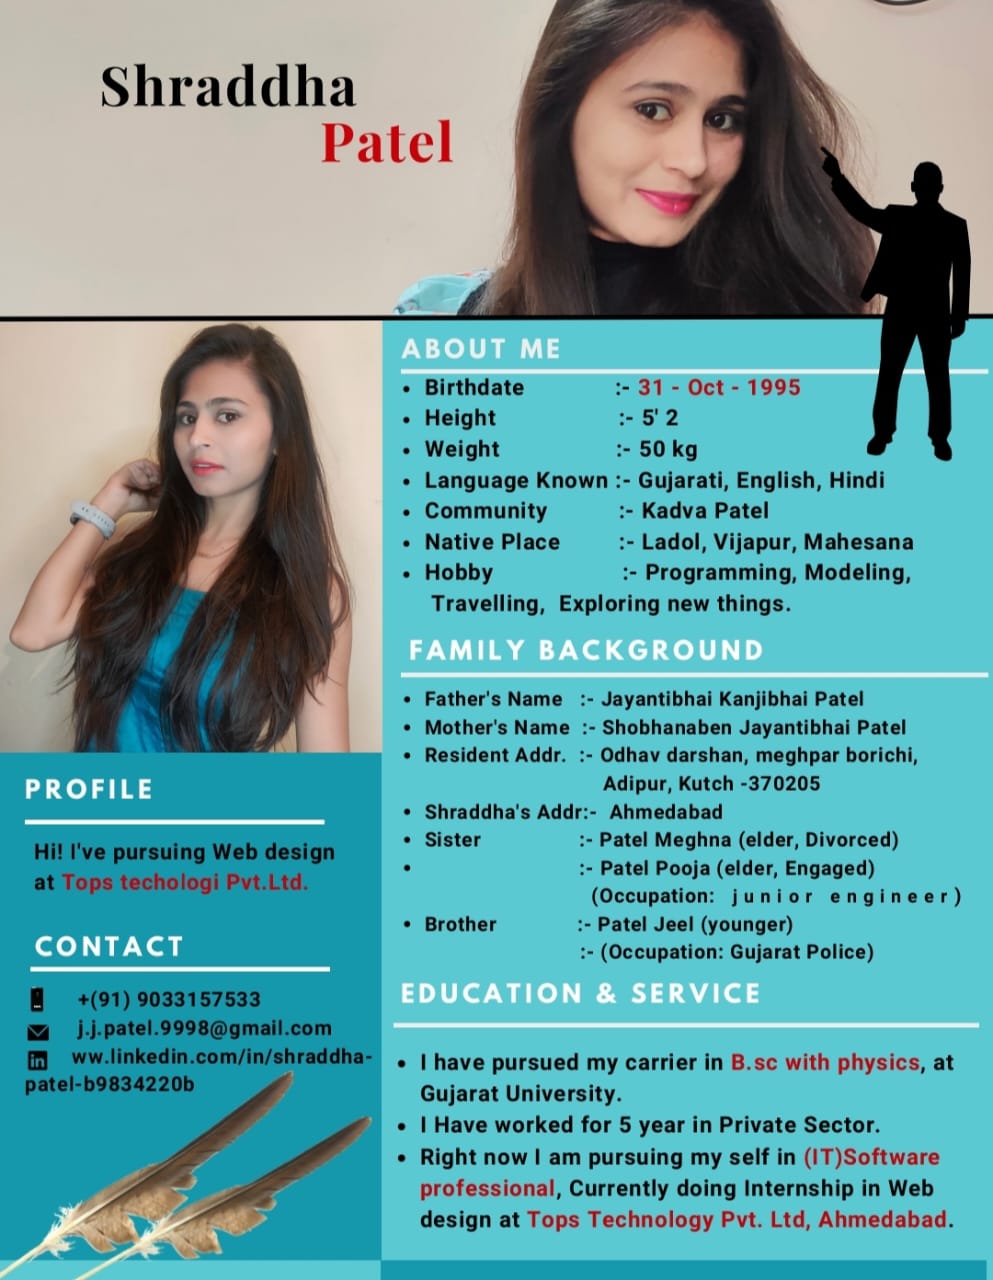 Shraddha
Patel
ABOUT ME
• Birthdate :- 31 - Oct - 1995
• Height :- 5' 2
• Weight :- 50 kg
• Language Known :- Gujarati, English, Hindi
• Community :- Kadva Patel
• Native Place :- Ladol, Vijapur, Mahesana
• Hobby :- Programming, Modeling,
Travelling, Exploring new things.
FAMILY BACKGROUND
• Father's Name :- Jayantibhai Kanjibhai Patel
• Mother's Name :- Shobhanaben Jayantibhai Patel
• Resident Addr. :- Odhav darshan, meghpar borichi,
Adipur, Kutch -370205
• Shraddha's Addr:- Ahmedabad
• Sister :- Patel Meghna (elder, Divorced)
• :- Patel Pooja (elder, Engaged)
(Occupation: junior engineer)
• Brother :- Patel Jeel (younger)
:- (Occupation: Gujarat Police)
EDUCATION & SERVICE
• I have pursued my carrier in B.sc with physics, at
Gujarat University.
• I Have worked for 5 year in Private Sector.
• Right now I am pursuing my self in (IT)Software
professional, Currently doing Internship in Web
design at Tops Technology Pvt. Ltd, Ahmedabad.
PROFILE
Hi! I've pursuing Web design
at Tops techologi Pvt.Ltd.
CONTACT
+(91) 9033157533
j.j.patel.9998@gmail.com
in ww.linkedin.com/in/shraddha-
patel-b9834220b